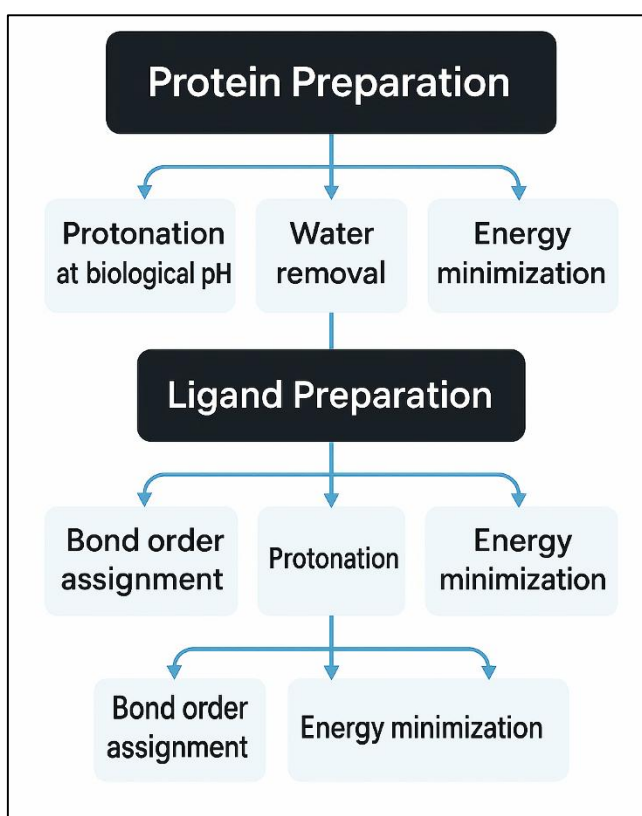 Protein Preparation
Protonation
at biological pH
Water
removal
Energy
minimization
Ligand Preparation
Bond order
assignment
Protonation
Energy
minimization
Bond order
assignment
Energy minimization